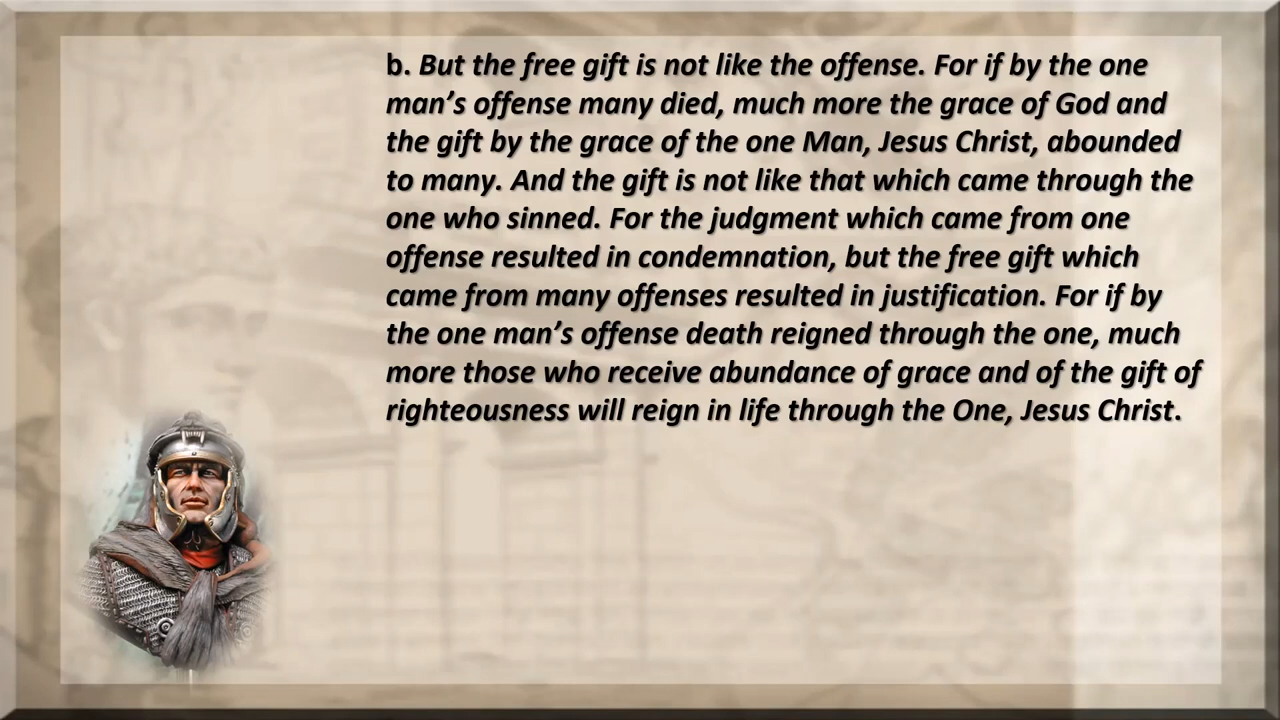 b. But the free gift is not like the offense. For if by the one
man’s offense many died, much more the grace of God and
the gift by the grace of the one Man, Jesus Christ, abounded
to many. And the gift is not like that which came through the
one who sinned. For the judgment which came from one
offense resulted in condemnation, but the free gift which
came from many offenses resulted in justification. For if by
the one man’s offense death reigned through the one, much
more those who receive abundance of grace and of the gift of
righteousness will reign in life through the One, Jesus Christ.